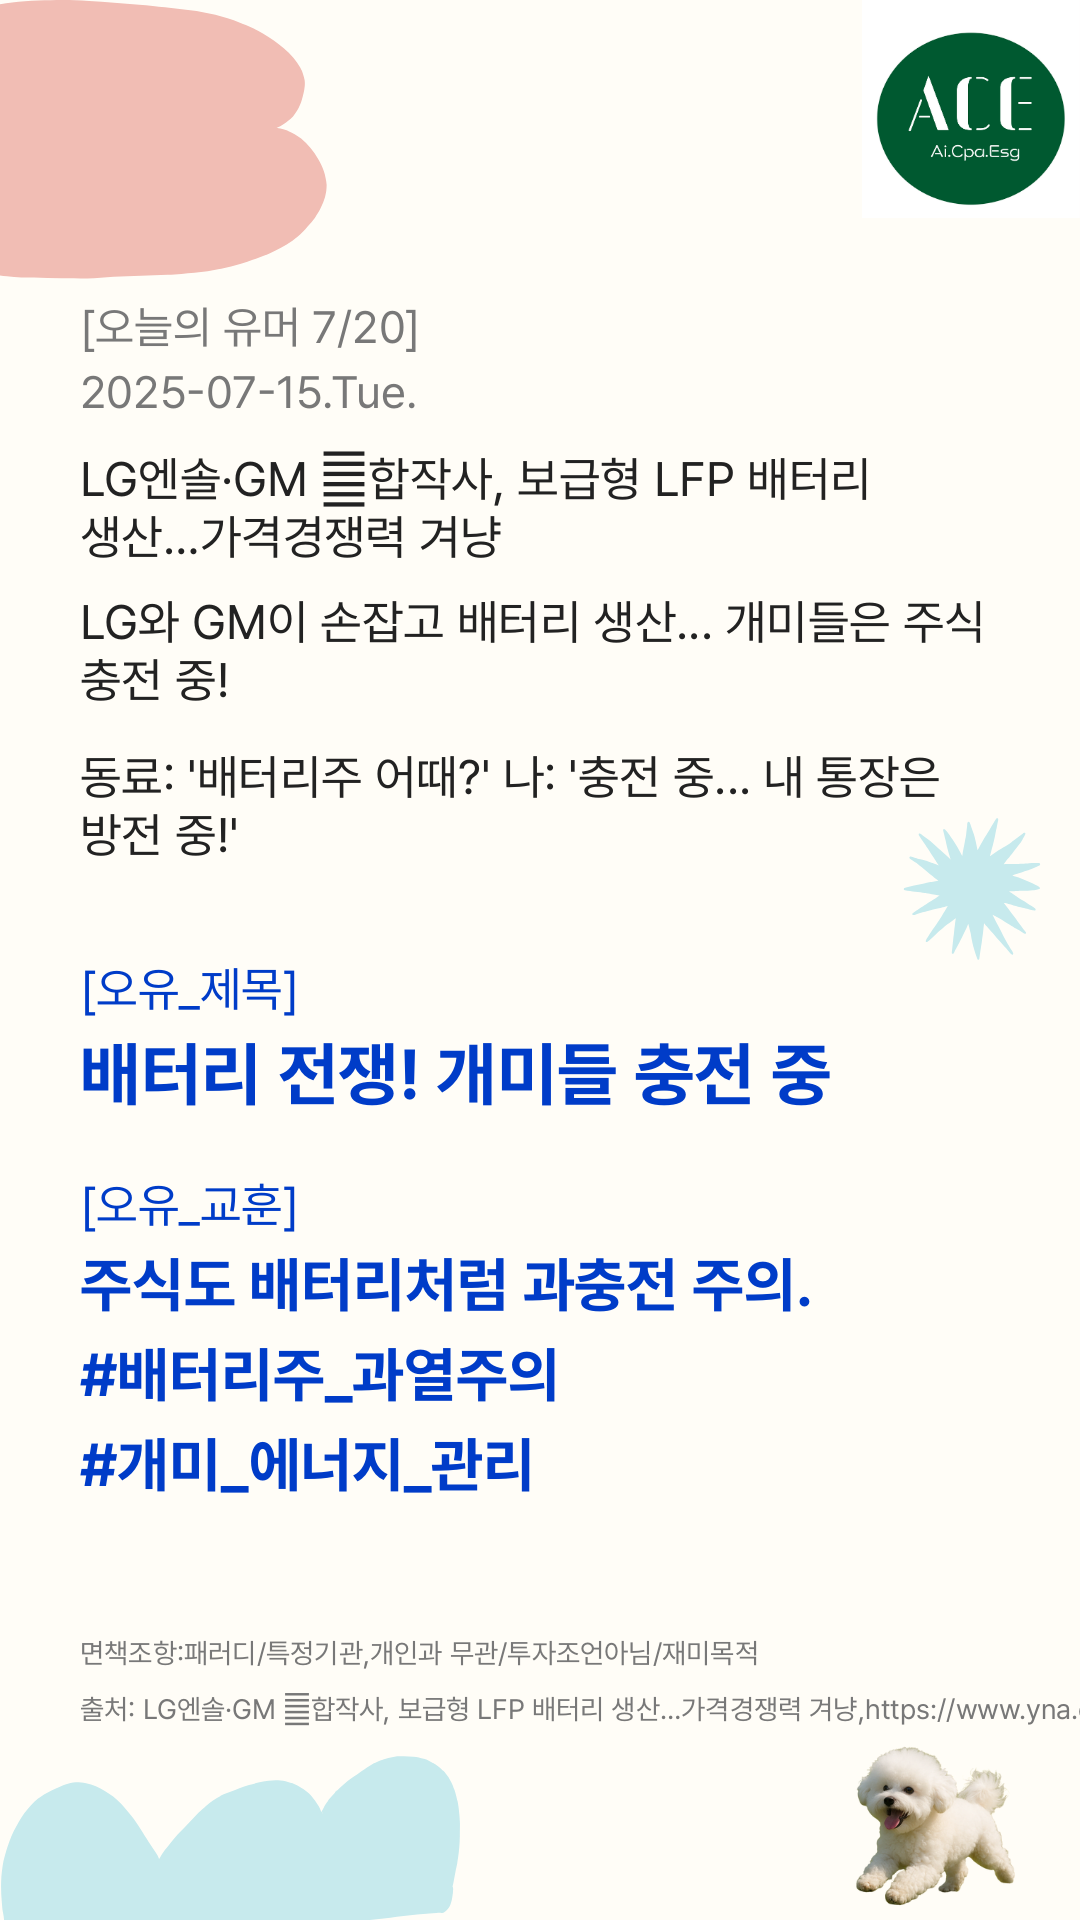 ACE
Ai.Cpa.Esg
[오늘의 유머 7/20]
2025-07-15.Tue.
LG엔솔·GM 합작사, 보급형 LFP 배터리
생산...가격경쟁력 겨냥
LG와 GM이 손잡고 배터리 생산... 개미들은 주식
충전 중!
동료: '배터리주 어때?' 나: '충전 중... 내 통장은
방전 중!'
[오유_제목]
배터리 전쟁! 개미들 충전 중
[오유_교훈]
주식도 배터리처럼 과충전 주의.
#배터리주_과열주의
#개미_에너지_관리
면책조항:패러디/특정기관,개인과 무관/투자조언아님/재미목적
출처: LG엔솔·GM 합작사, 보급형 LFP 배터리 생산...가격경쟁력 겨냥,https://www.yna.